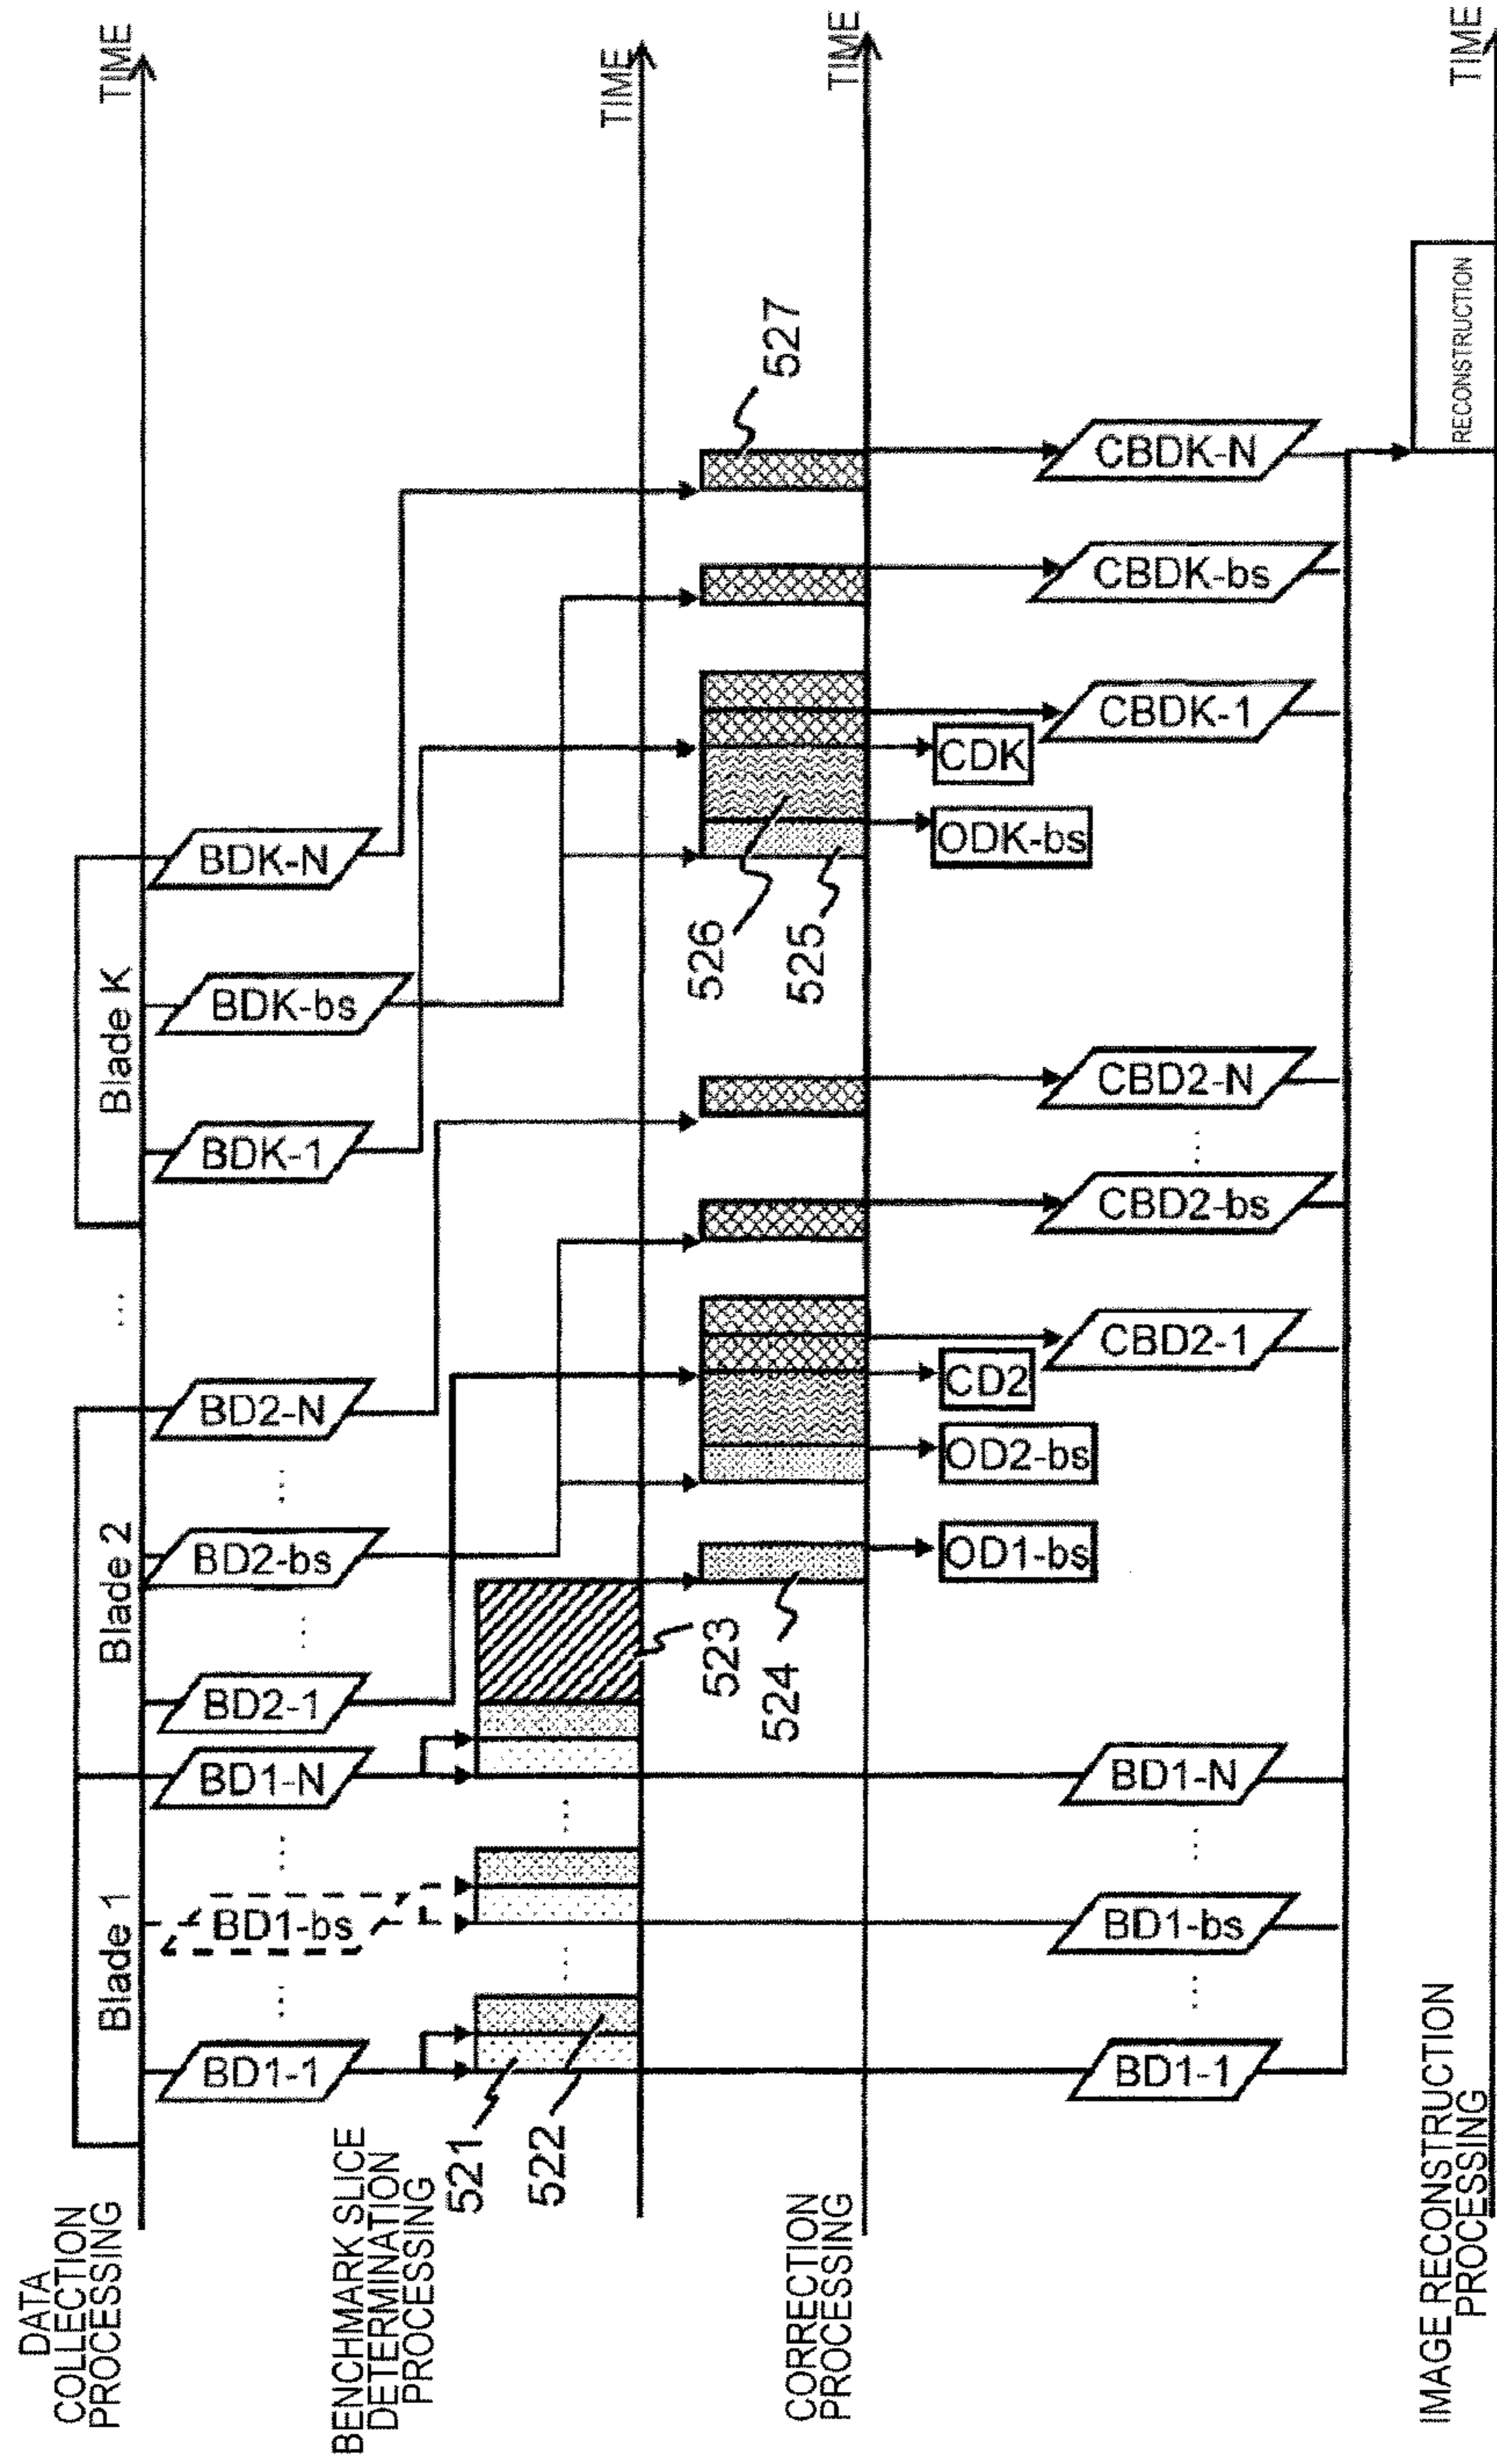 DATA
COLLECTION
PROCESSING
Blade 1
Blade 2
...
Blade K
TIME
BD1-1
...
BD1-bs
...
BD1-N
BD2-1
...
BD2-bs
...
BD2-N
BDK-1
BDK-bs
BDK-N
BENCHMARK SLICE
DETERMINATION
PROCESSING
TIME
521
522
...
...
523
CORRECTION
PROCESSING
TIME
524
525
526
527
OD1-bs
OD2-bs
CD2
ODK-bs
CDK
BD1-1
...
BD1-bs
...
BD1-N
CBD2-1
CBD2-bs
...
CBD2-N
CBDK-1
CBDK-bs
CBDK-N
IMAGE RECONSTRUCTION
PROCESSING
RECONSTRUCTION
TIME